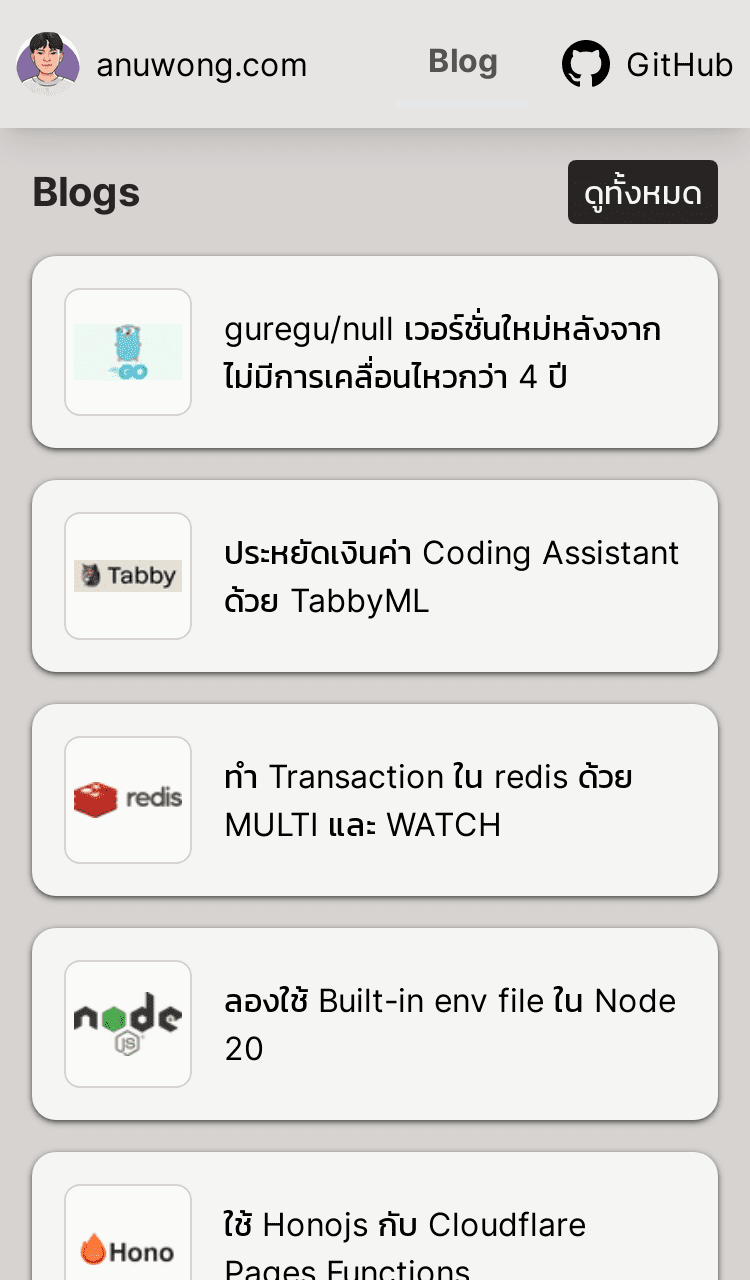 anuwong.com
Blog
GitHub
Blogs
ดูทั้งหมด
guregu/null เวอร์ชั่นใหม่หลังจาก
ไม่มีการเคลื่อนไหวกว่า 4 ปี
GO
Tabby
ประหยัดเงินค่า Coding Assistant
ด้วย TabbyML
redis
ทำ Transaction ใน redis ด้วย
MULTI และ WATCH
node
JS
ลองใช้ Built-in env file ใน Node
20
Hono
ใช้ Honojs กับ Cloudflare
Pages Functions